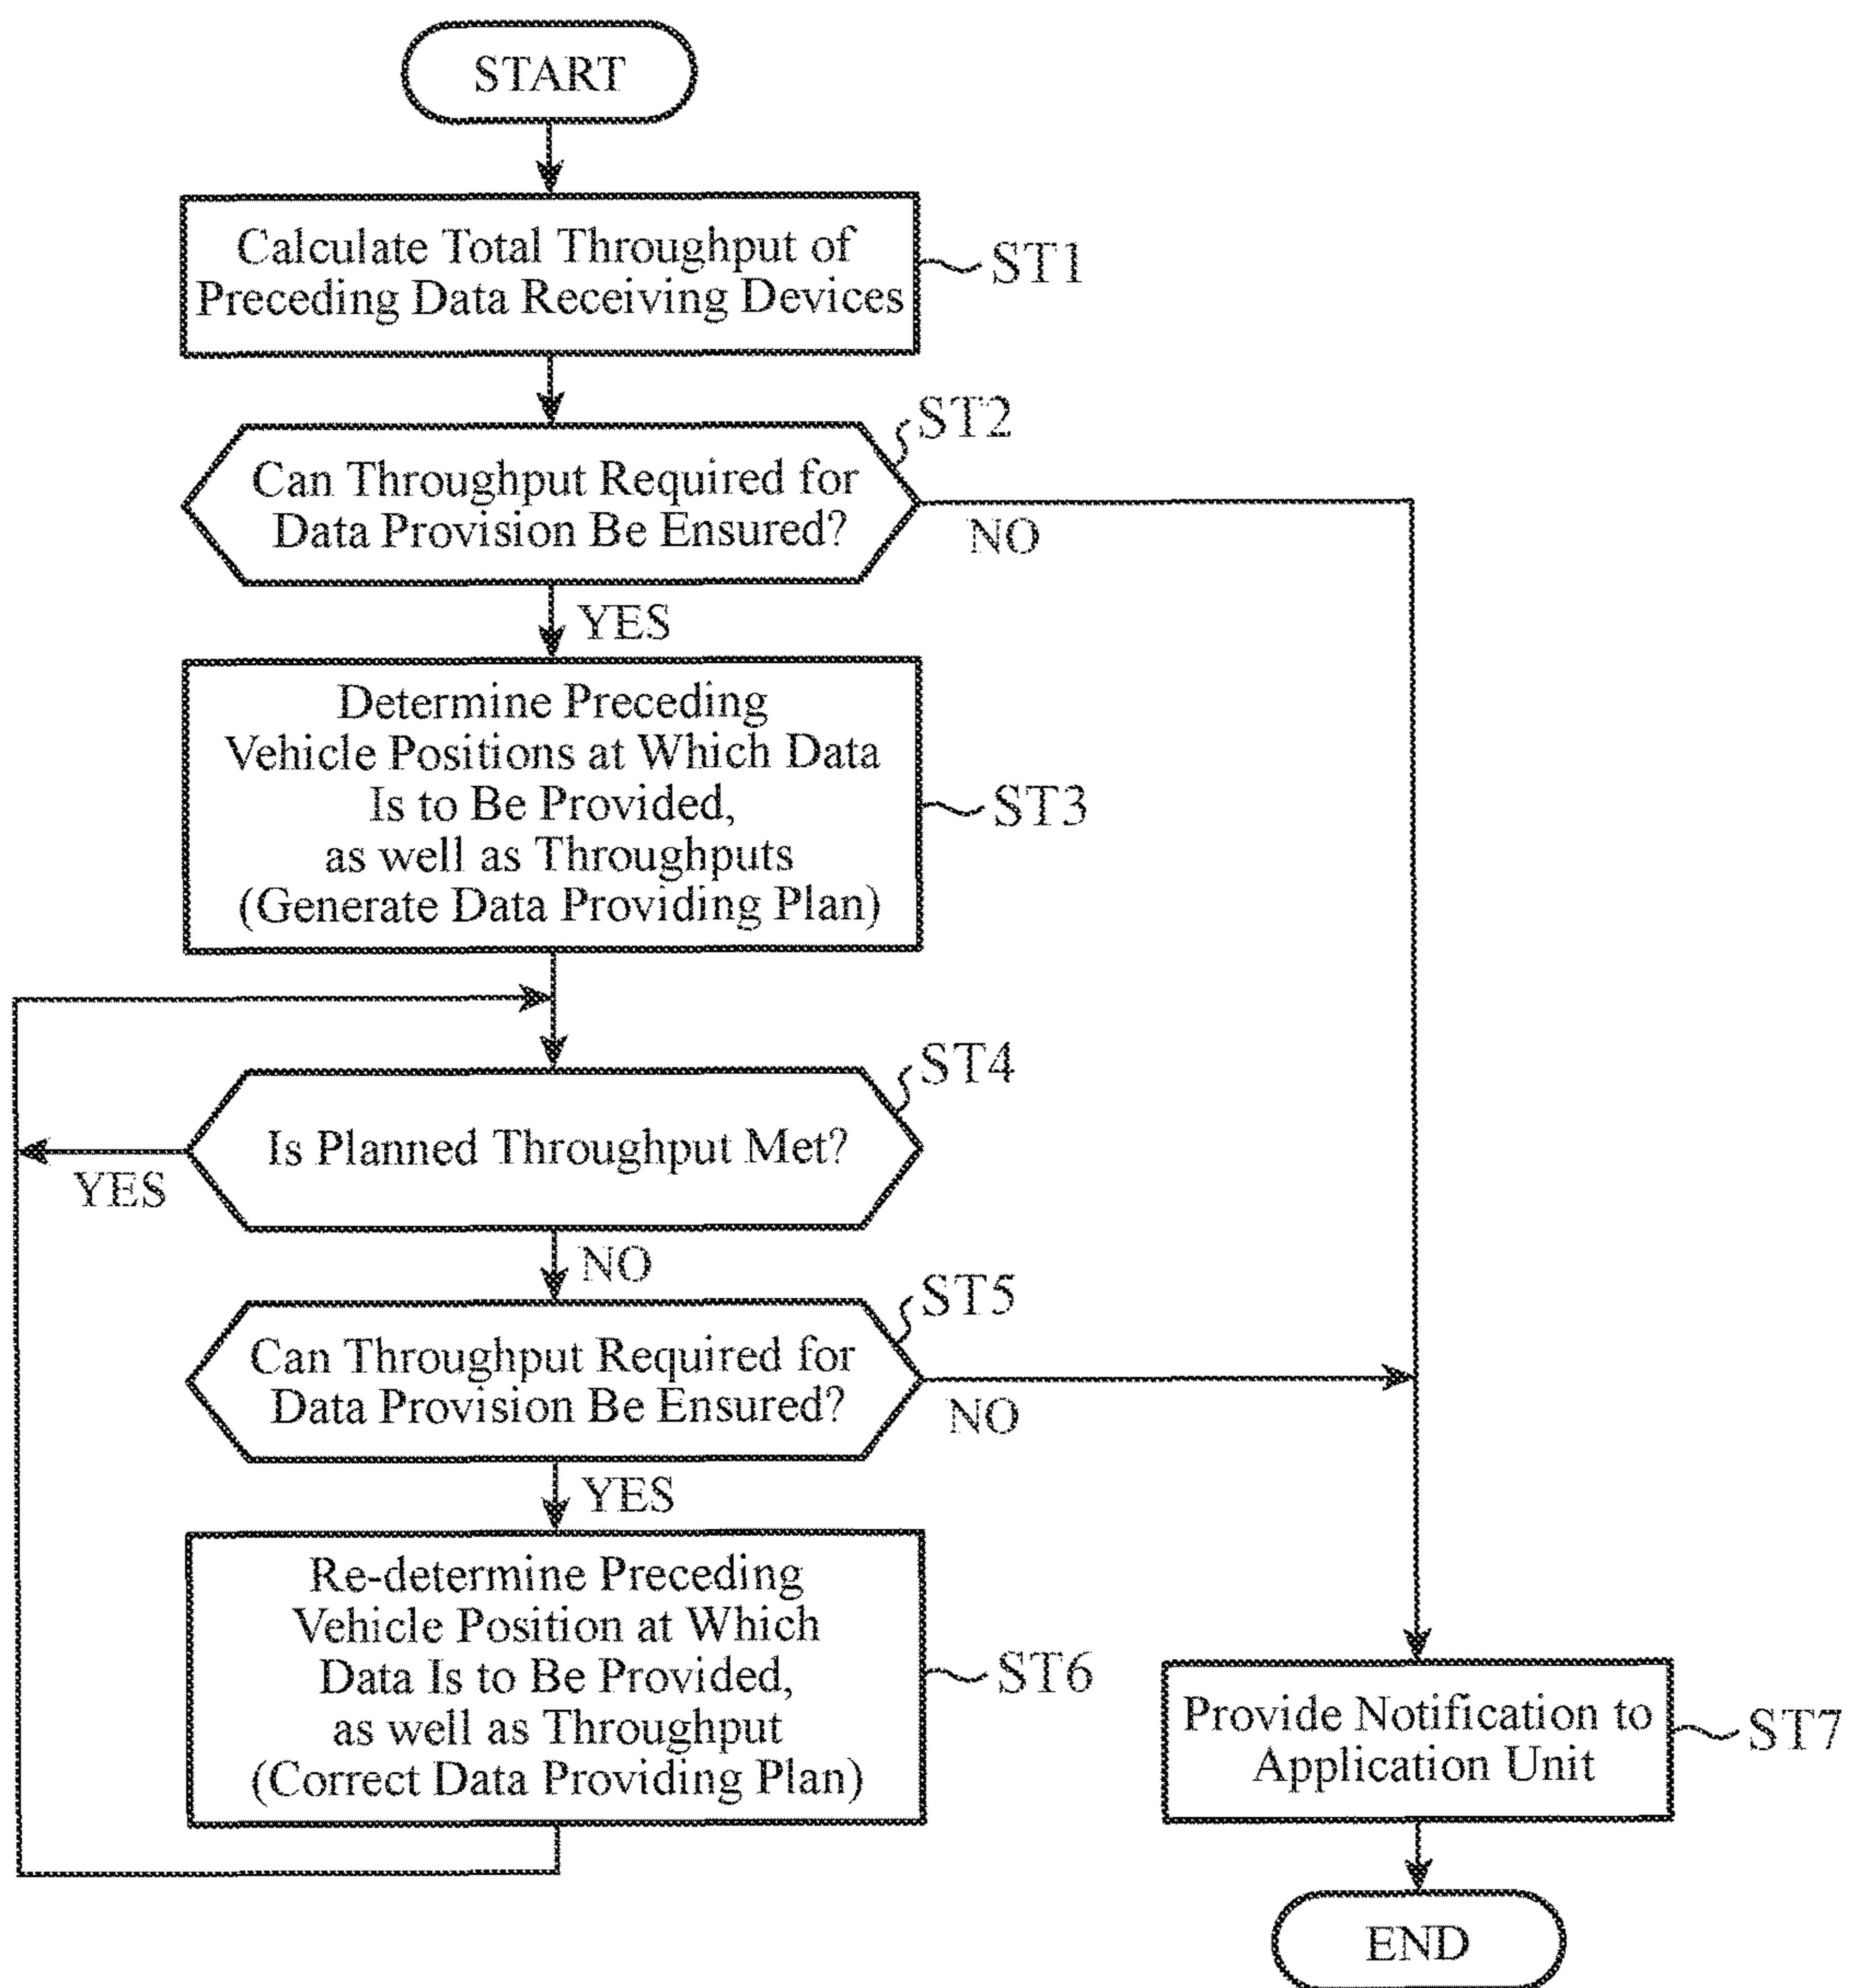 START
Calculate Total Throughput of
Preceding Data Receiving Devices
ST1
ST2
Can Throughput Required for
Data Provision Be Ensured?
NO
YES
Determine Preceding
Vehicle Positions at Which Data
Is to Be Provided,
as well as Throughputs
(Generate Data Providing Plan)
ST3
ST4
Is Planned Throughput Met?
YES
NO
ST5
Can Throughput Required for
Data Provision Be Ensured?
NO
YES
Re-determine Preceding
Vehicle Position at Which
Data Is to Be Provided,
as well as Throughput
(Correct Data Providing Plan)
ST6
Provide Notification to
Application Unit
ST7
END